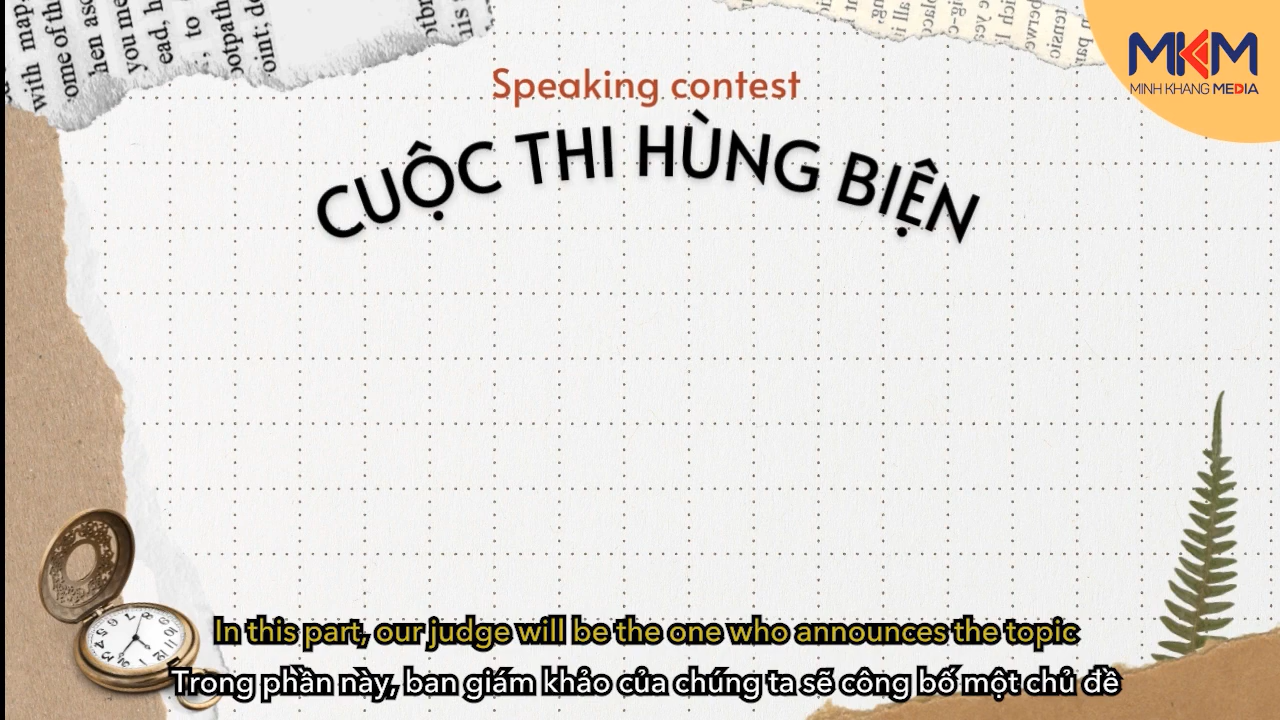 Speaking contest
CUỘC THI HÙNG BIỆN
MKM
MINH KHANG MEDIA
In this part, our judge will be the one who announces the topic
Trong phần này, ban giám khảo của chúng ta sẽ công bố một chủ đề